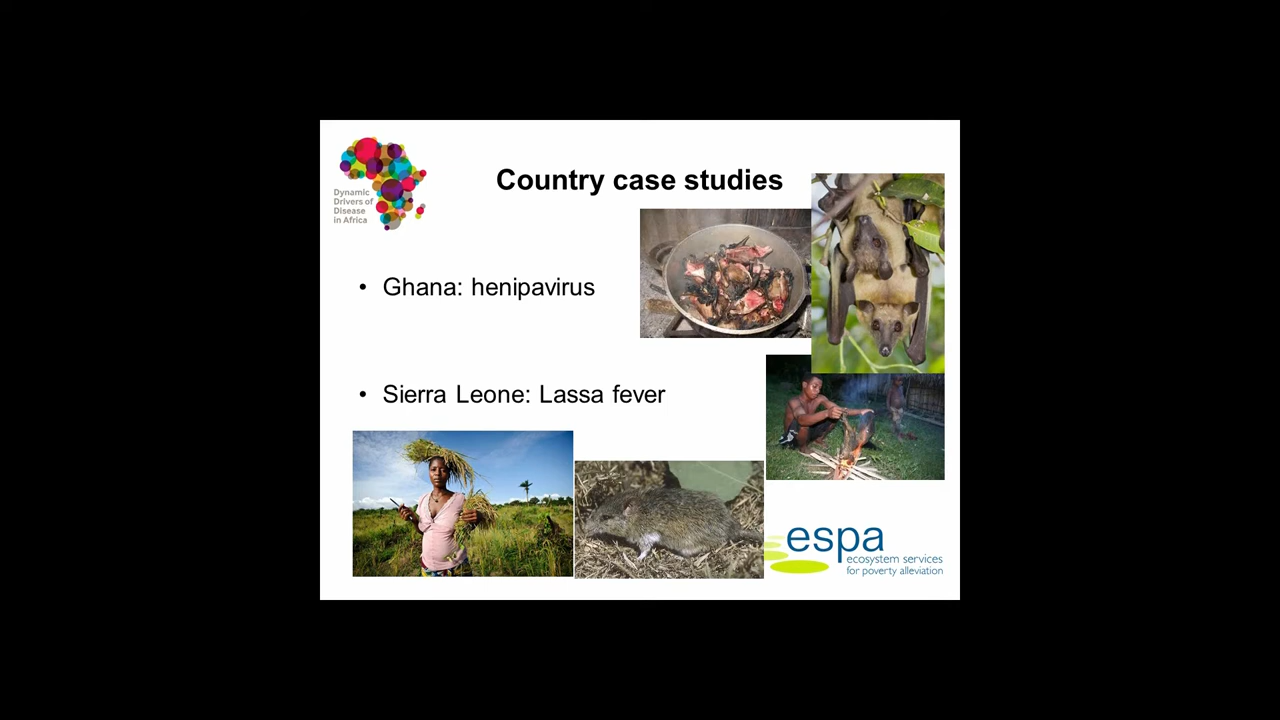 Dynamic
Drivers of
Disease
in Africa
Country case studies
• Ghana: henipavirus
• Sierra Leone: Lassa fever
espa
ecosystem services
for poverty alleviation